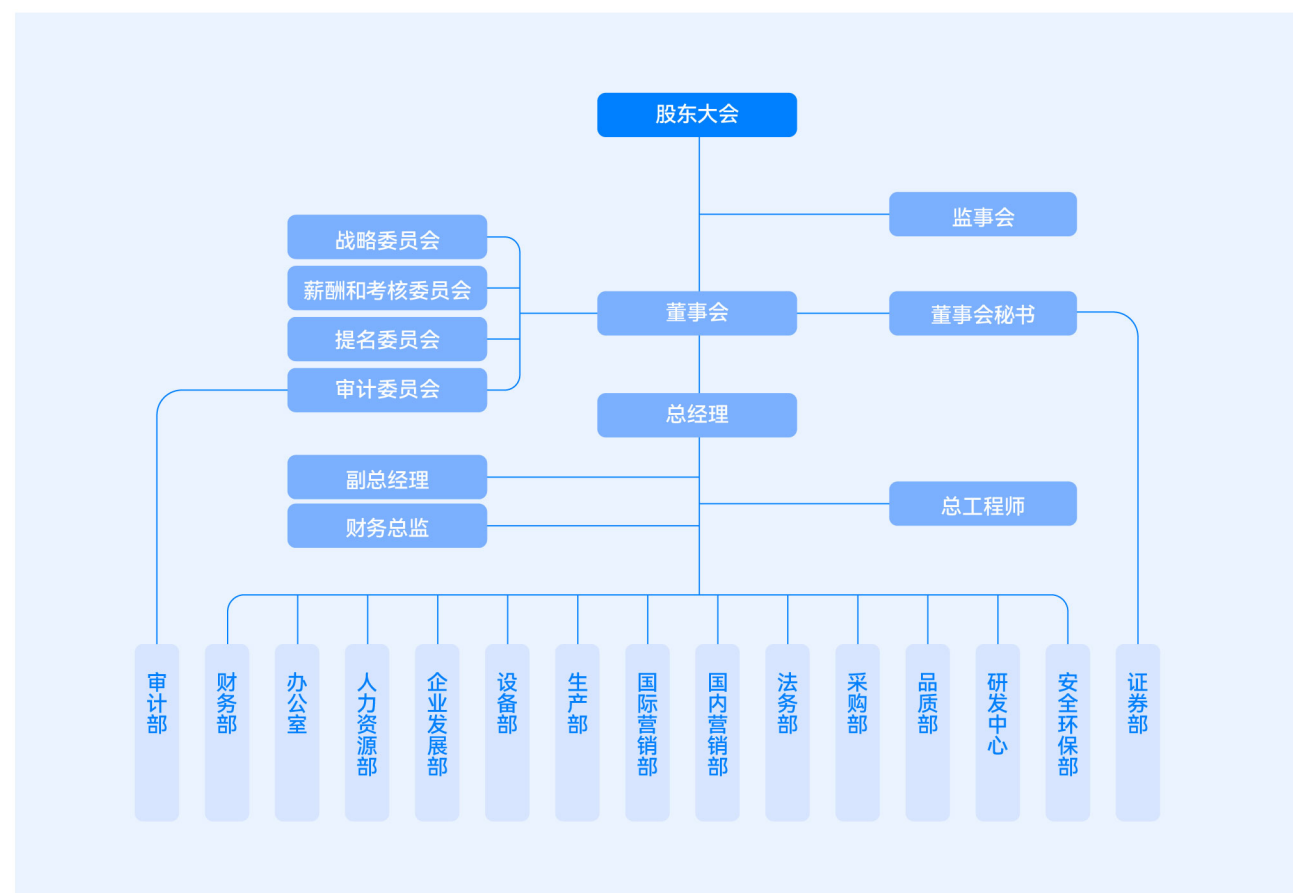 股东大会
监事会
战略委员会
薪酬和考核委员会
提名委员会
审计委员会
董事会
董事会秘书
总经理
副总经理
财务总监
总工程师
审计部
财务部
办公室
人力资源部
企业发展部
设备部
生产部
国际营销部
国内营销部
法务部
采购部
品质部
研发中心
安全环保部
证券部